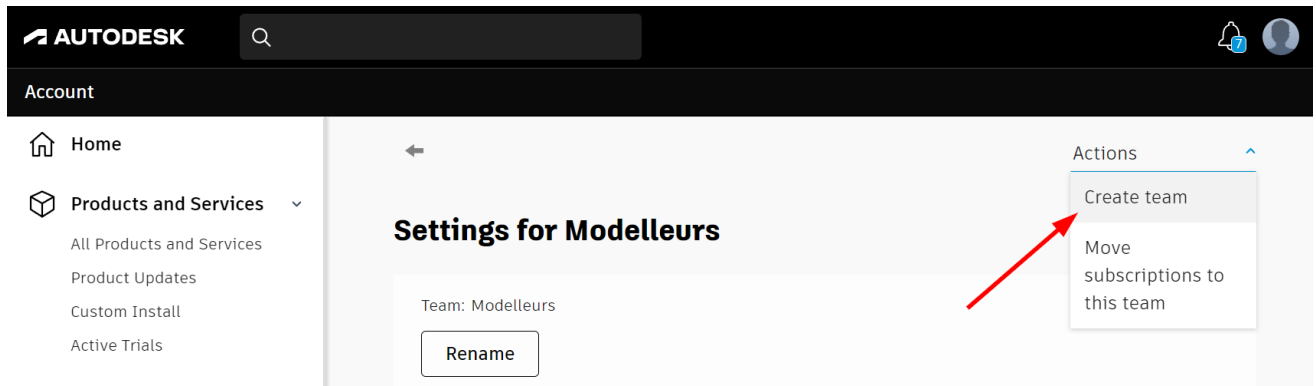 AUTODESK
7
Account
Home
Products and Services
All Products and Services
Product Updates
Custom Install
Active Trials
Actions
Create team
Move
subscriptions to
this team
Settings for Modelleurs
Team: Modelleurs
Rename